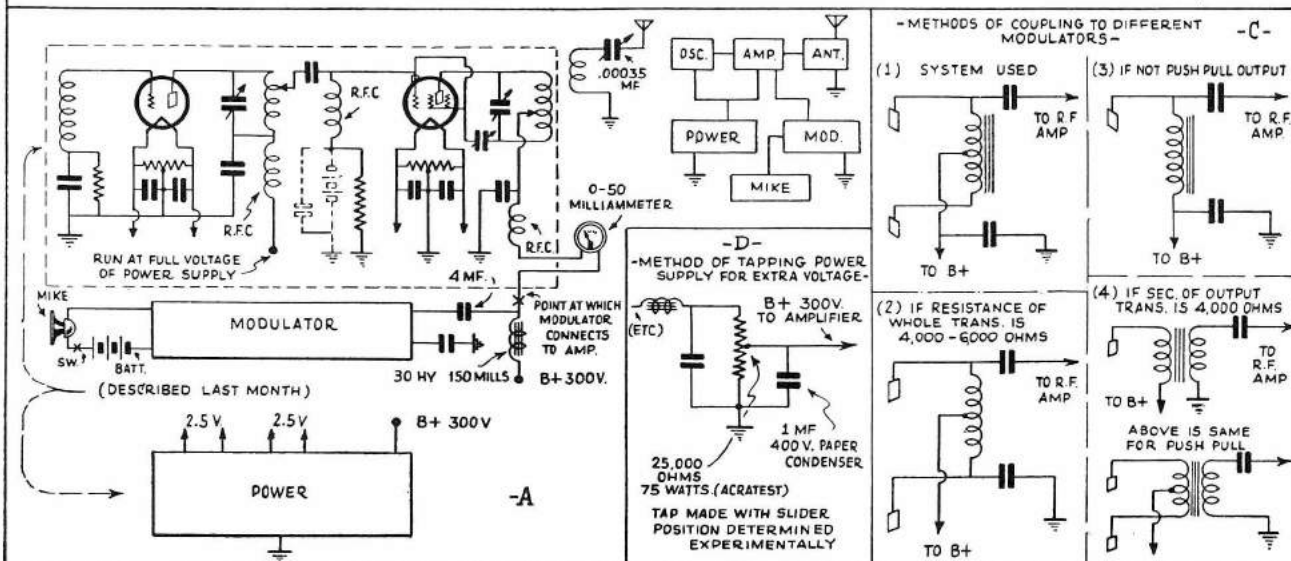 R.F.C
R.F.C
RUN AT FULL VOLTAGE
OF POWER SUPPLY
R.F.C.
4 MF.
0-50
MILLIAMMETER
.00035
MF
MIKE
SW.
BATT.
MODULATOR
POINT AT WHICH
MODULATOR
CONNECTS
TO AMP.
30 HY
150 MILLS
B+ 300V.
(DESCRIBED LAST MONTH)
2.5 V
2.5 V
B+ 300 V
POWER
-A
OSC.
AMP.
ANT.
POWER
MOD.
MIKE
-D-
-METHOD OF TAPPING POWER
SUPPLY FOR EXTRA VOLTAGE-
(ETC)
B+ 300V.
TO AMPLIFIER
1 MF
400 V. PAPER
CONDENSER
25,000
OHMS
75 WATTS.(ACRATEST)
TAP MADE WITH SLIDER
POSITION DETERMINED
EXPERIMENTALLY
-METHODS OF COUPLING TO DIFFERENT
MODULATORS-
-C-
(1) SYSTEM USED
TO R.F.
AMP
TO B+
(2) IF RESISTANCE OF
WHOLE TRANS. IS
4,000-6,000 OHMS
TO R.F.
AMP
TO B+
(3) IF NOT PUSH PULL OUTPUT
TO R.F.
AMP.
TO B+
(4) IF SEC. OF OUTPUT
TRANS. IS 4,000 OHMS
TO
R.F.
AMP
TO B+
ABOVE IS SAME
FOR PUSH PULL